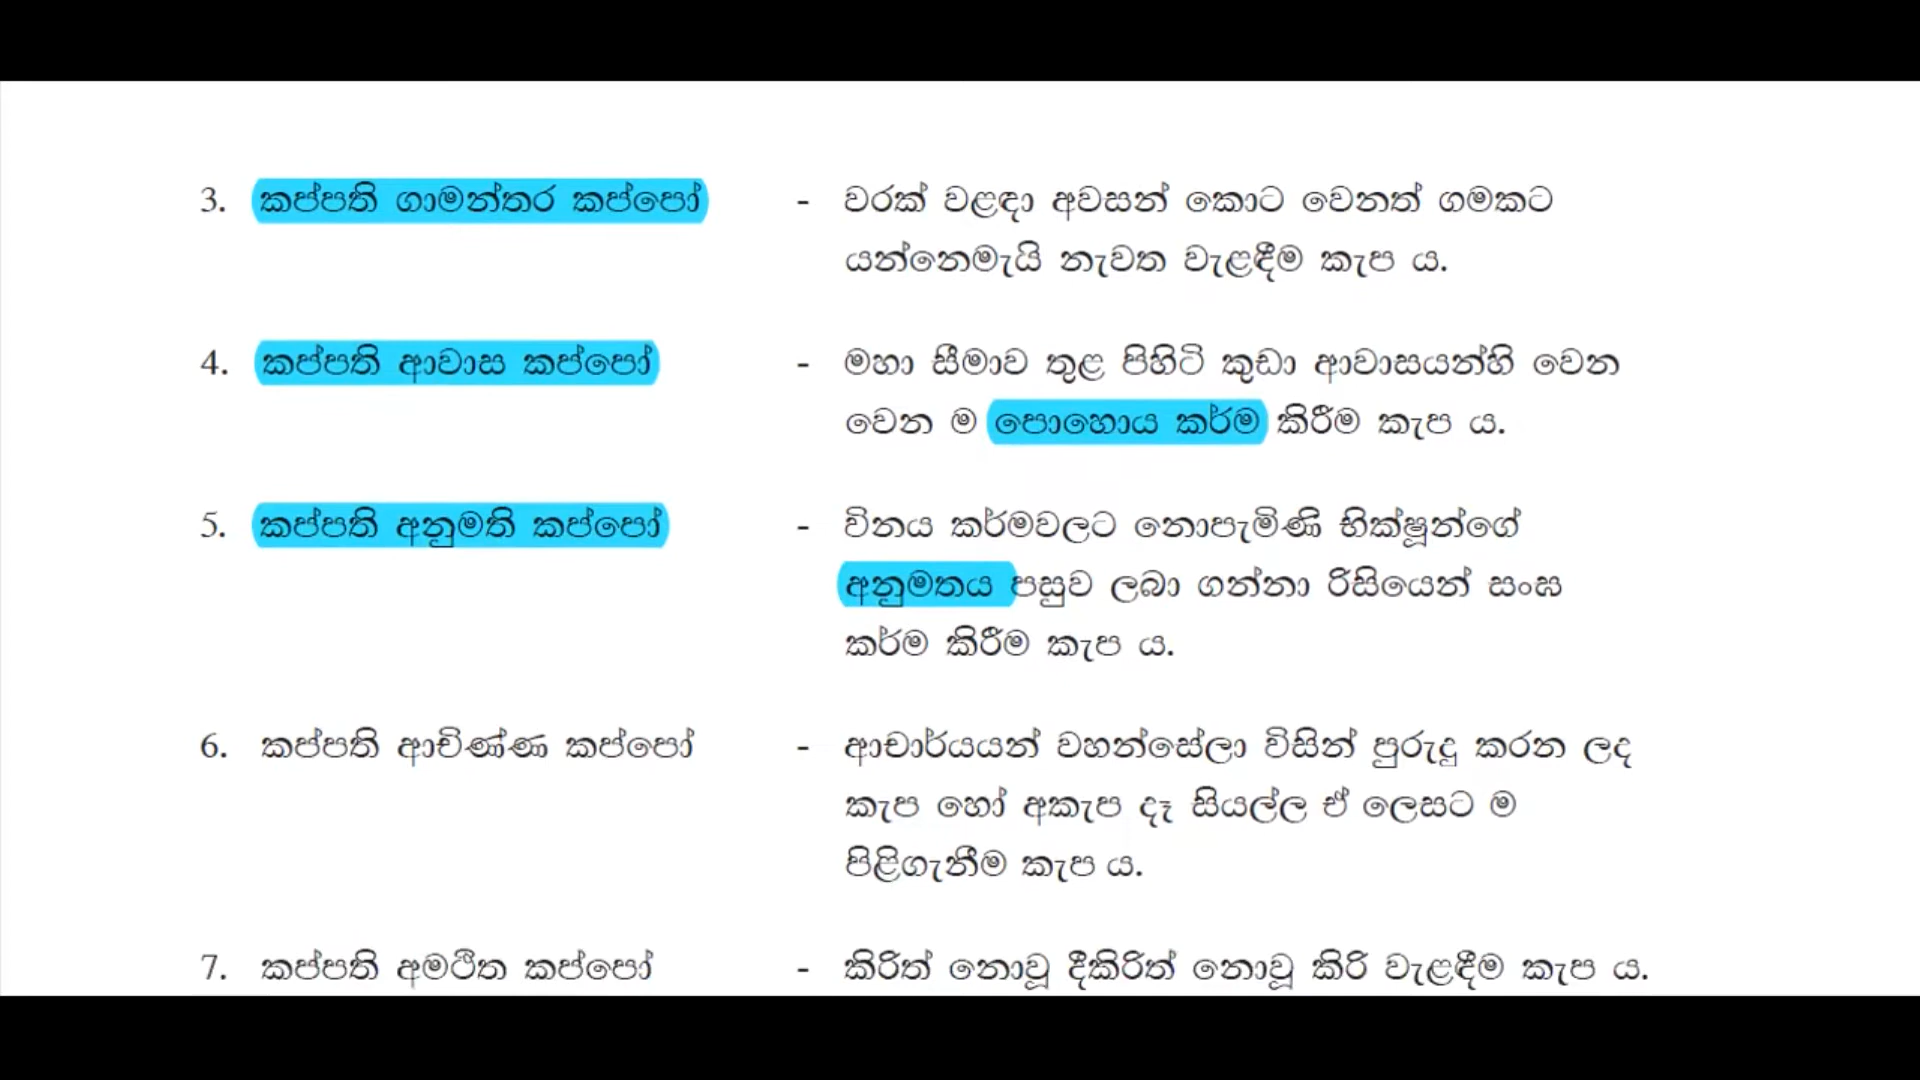 3. කප්පති ගාමන්තර කප්පෝ - වරක් වළඳා අවසන් කොට වෙනත් ගමකට
යන්නෙමැයි නැවත වැළඳීම කැප ය.
4. කප්පති ආවාස කප්පෝ - මහා සීමාව තුළ පිහිටි කුඩා ආවාසයන්හි වෙන
වෙන ම පොහොය කර්ම කිරීම කැප ය.
5. කප්පති අනුමති කප්පෝ - විනය කර්මවලට නොපැමිණි භික්ෂූන්ගේ
අනුමතය පසුව ලබා ගන්නා රිසියෙන් සංඝ
කර්ම කිරීම කැප ය.
6. කප්පති ආචිණ්ණ කප්පෝ - ආචාර්යයන් වහන්සේලා විසින් පුරුදු කරන ලද
කැප හෝ අකැප දෑ සියල්ල ඒ ලෙසට ම
පිළිගැනීම කැප ය.
7. කප්පති අමථිත කප්පෝ - කිරිත් නොවූ දීකිරිත් නොවූ කිරි වැළඳීම කැප ය.